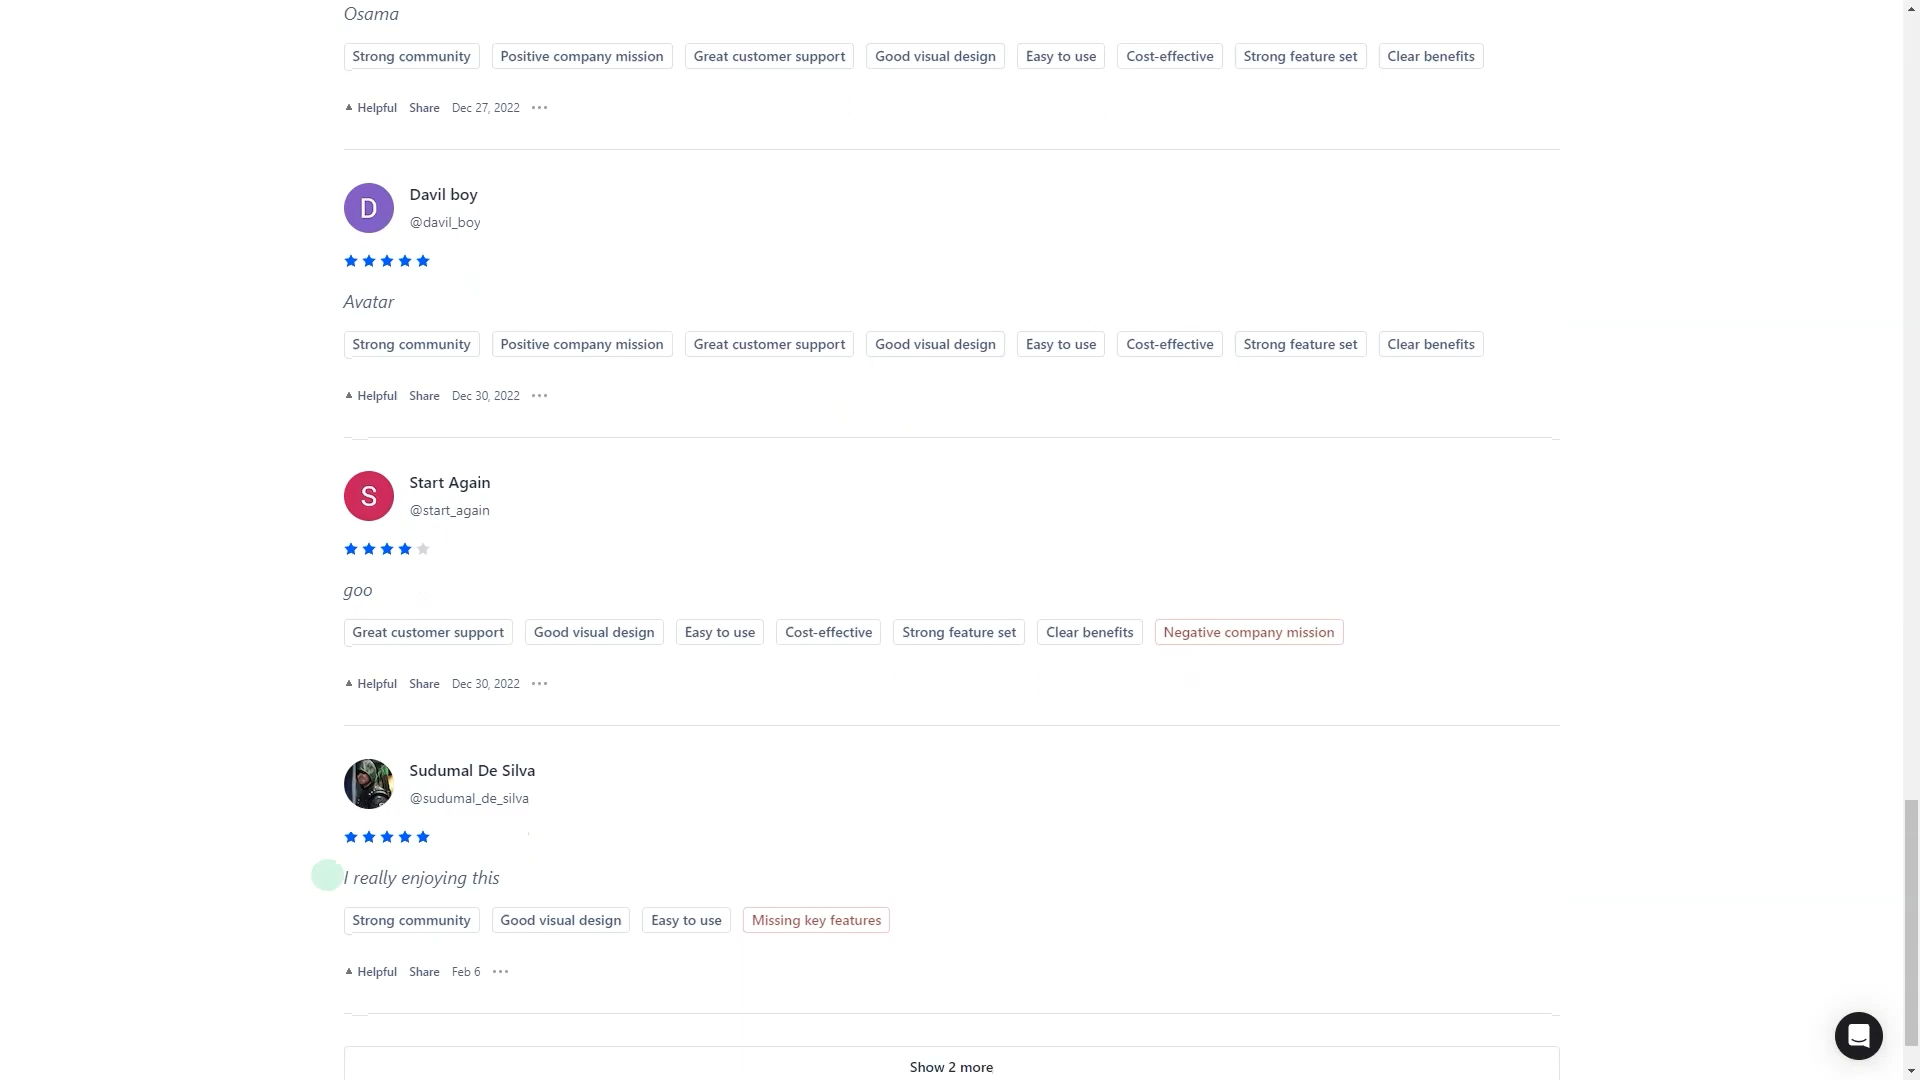 Osama
Strong community Positive company mission Great customer support Good visual design Easy to use Cost-effective Strong feature set Clear benefits
Helpful Share Dec 27, 2022
D Davil boy
@davil_boy
Avatar
Strong community Positive company mission Great customer support Good visual design Easy to use Cost-effective Strong feature set Clear benefits
Helpful Share Dec 30, 2022
S Start Again
@start_again
goo
Great customer support Good visual design Easy to use Cost-effective Strong feature set Clear benefits Negative company mission
Helpful Share Dec 30, 2022
Sudumal De Silva
@sudumal_de_silva
I really enjoying this
Strong community Good visual design Easy to use Missing key features
Helpful Share Feb 6
Show 2 more